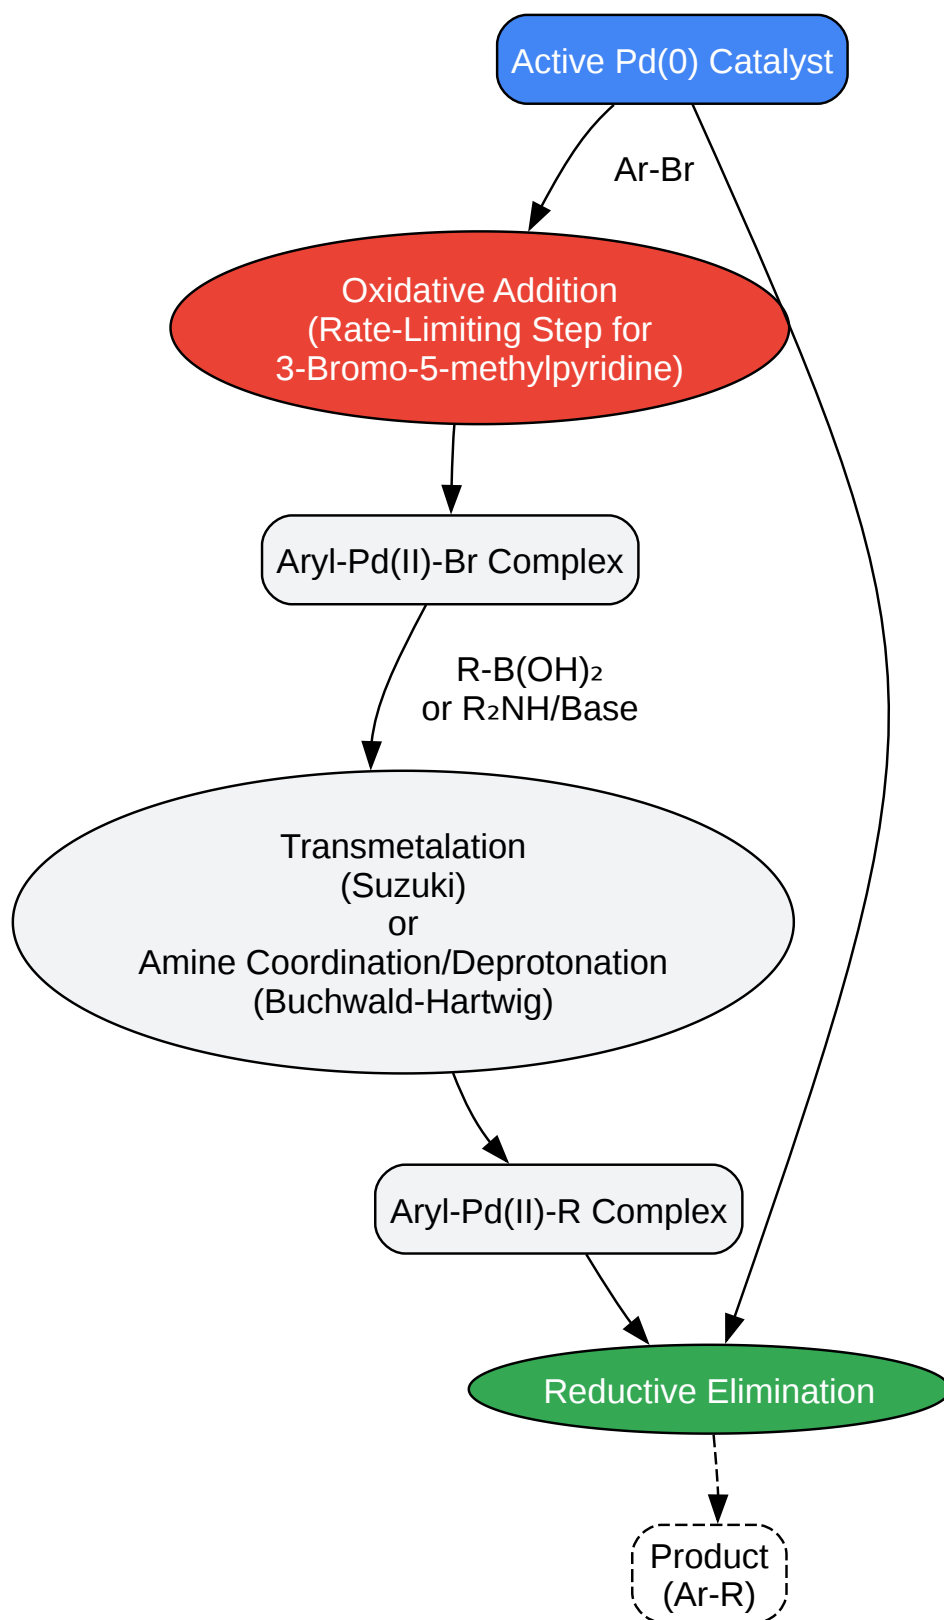 Active Pd(0) Catalyst
Ar-Br
Oxidative Addition
(Rate-Limiting Step for
3-Bromo-5-methylpyridine)
Aryl-Pd(II)-Br Complex
R-B(OH)₂
or R₂NH/Base
Transmetalation
(Suzuki)
or
Amine Coordination/Deprotonation
(Buchwald-Hartwig)
Aryl-Pd(II)-R Complex
Reductive Elimination
Product
(Ar-R)